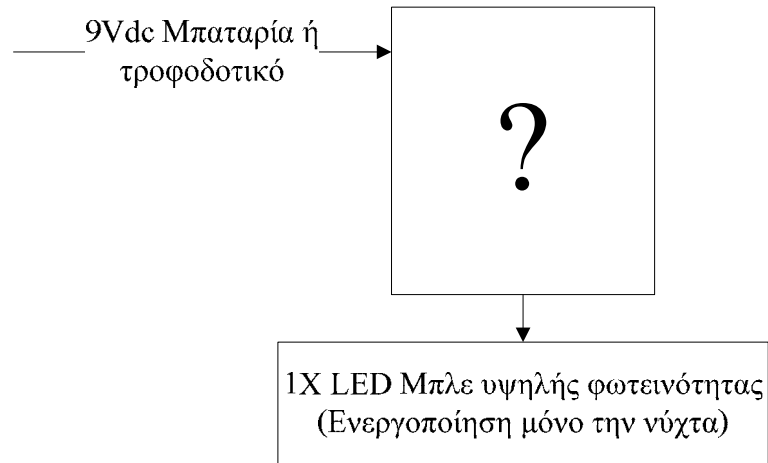 9Vdc Μπαταρία ή
τροφοδοτικό
?
1X LED Μπλε υψηλής φωτεινότητας
(Ενεργοποίηση μόνο την νύχτα)